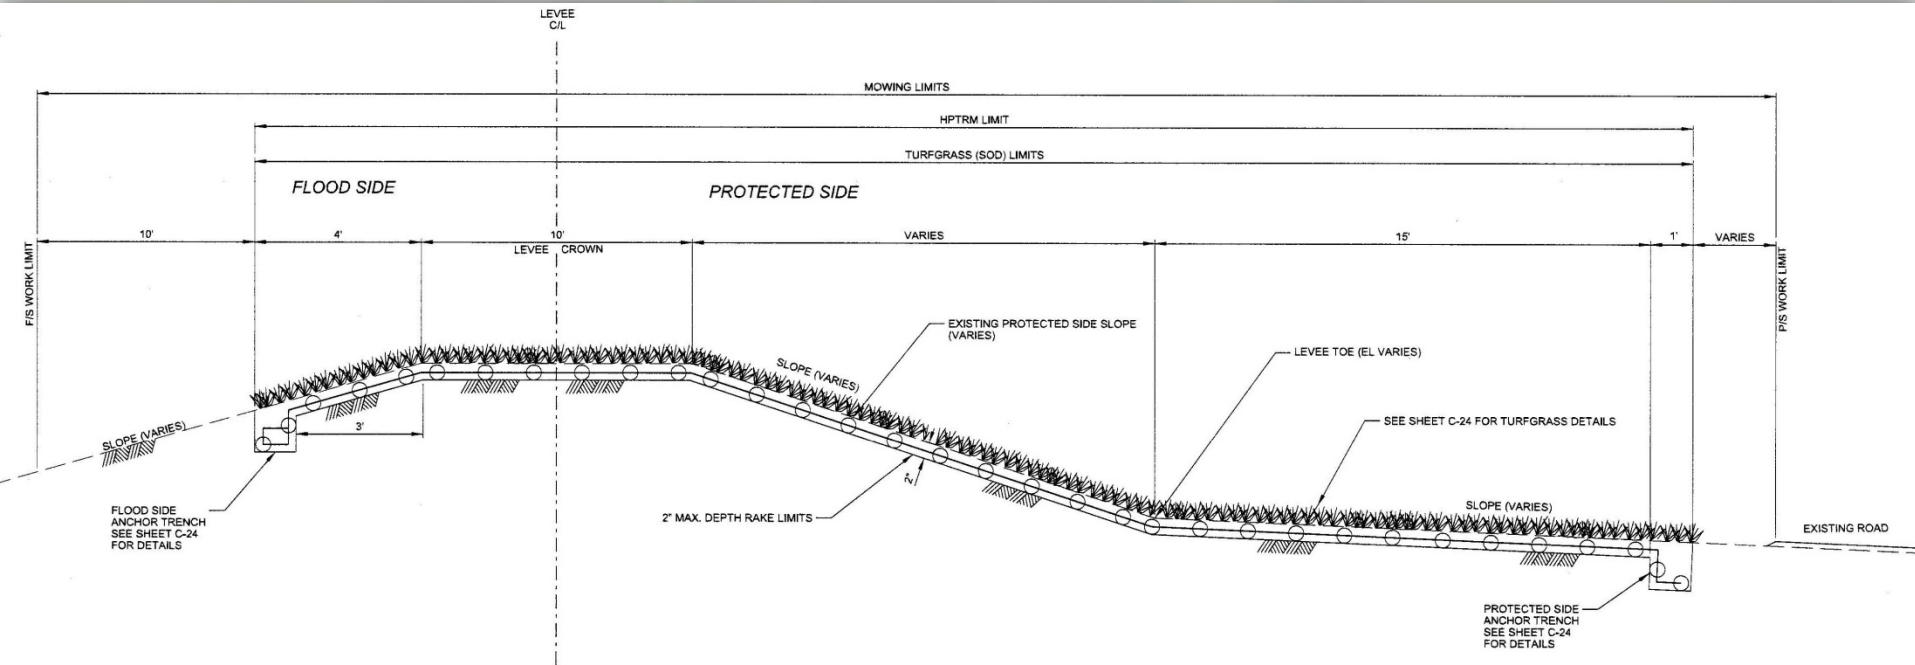 LEVEE
C/L
MOWING LIMITS
HPTRM LIMIT
TURFGRASS (SOD) LIMITS
FLOOD SIDE
PROTECTED SIDE
10'
4'
10'
VARIES
15'
1'
VARIES
LEVEE CROWN
F/S WORK LIMIT
P/S WORK LIMIT
EXISTING PROTECTED SIDE SLOPE
(VARIES)
LEVEE TOE (EL VARIES)
SLOPE (VARIES)
SEE SHEET C-24 FOR TURFGRASS DETAILS
SLOPE (VARIES)
3'
2"
SLOPE (VARIES)
FLOOD SIDE
ANCHOR TRENCH
SEE SHEET C-24
FOR DETAILS
2" MAX. DEPTH RAKE LIMITS
EXISTING ROAD
PROTECTED SIDE
ANCHOR TRENCH
SEE SHEET C-24
FOR DETAILS